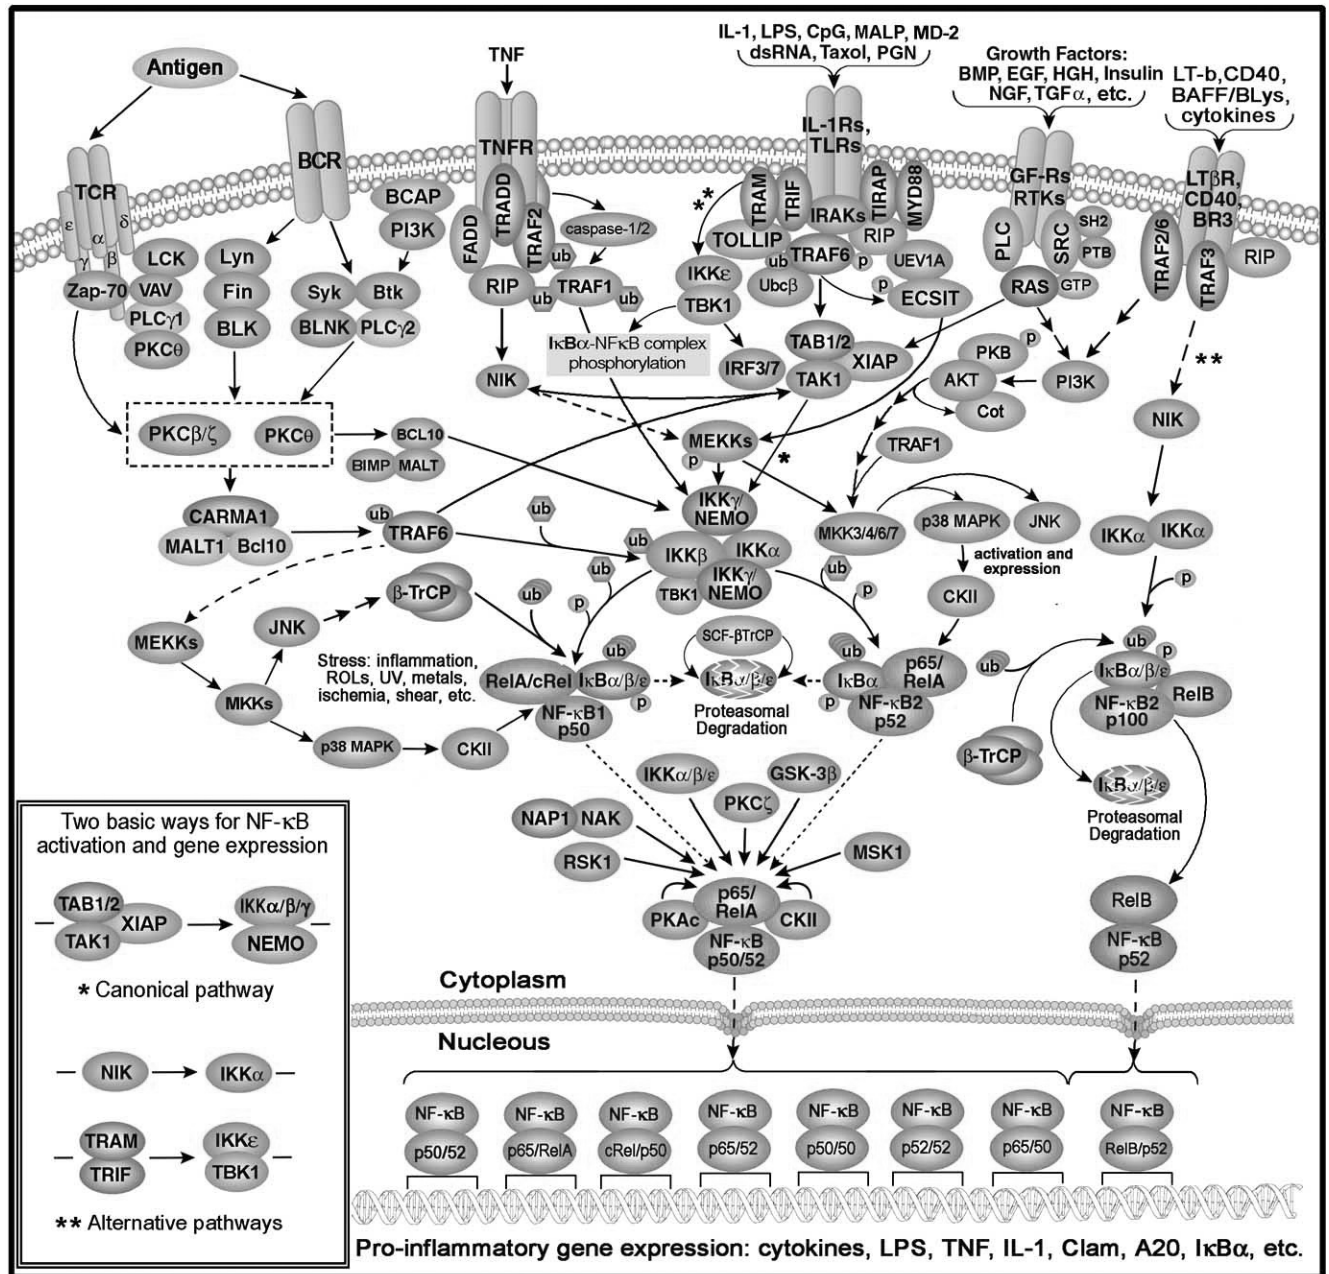 IL-1, LPS, CpG, MALP, MD-2
dsRNA, Taxol, PGN
Growth Factors:
BMP, EGF, HGH, Insulin
NGF, TGFα, etc.
LT-b,CD40,
BAFF/BLys,
cytokines
Antigen
TNF
TCR
ε
α
δ
γ
β
BCR
TNFR
IL-1Rs,
TLRs
GF-Rs
RTKs
LTβR,
CD40,
BR3
BCAP
PI3K
FADD
TRADD
TRAF2
caspase-1/2
ub
RIP
ub
TRAF1
ub
**
TRAM
TRIF
IRAKs
TIRAP
MYD88
TOLLIP
TRAF6
RIP
p
ub
Ubcβ
UEV1A
p
ECSIT
IKKε
TBK1
PLC
SRC
SH2
PTB
RAS
GTP
TRAF2/6
TRAF3
RIP
LCK
Zap-70
VAV
PLCγ1
PKCθ
Lyn
Fin
BLK
Syk
Btk
BLNK
PLCγ2
IκBα-NFκB complex
phosphorylation
IRF3/7
TAB1/2
XIAP
TAK1
PKB
p
AKT
Cot
PI3K
**
NIK
NIK
PKCβ/ζ
PKCθ
BCL10
BIMP
MALT
MEKKs
p
*
TRAF1
CARMA1
MALT1
Bcl10
ub
TRAF6
ub
IKKγ/
NEMO
MKK3/4/6/7
p38 MAPK
JNK
activation and
expression
IKKα
IKKα
ub
IKKβ
IKKα
IKKγ/
NEMO
TBK1
ub
ub
p
CKII
p
MEKKs
JNK
β-TrCP
ub
p
MKKs
p38 MAPK
CKII
Stress: inflammation,
ROLs, UV, metals,
ischemia, shear, etc.
ub
RelA/cRel
IκBα/β/ε
p
NF-κB1
p50
SCF-βTrCP
IκBα/β/ε
Proteasomal
Degradation
ub
IκBα
p65/
RelA
p
NF-κB2
p52
ub
ub
p
IκBα/β/ε
RelB
NF-κB2
p100
β-TrCP
IκBα/β/ε
Proteasomal
Degradation
IKKα/β/ε
GSK-3β
PKCζ
NAP1
NAK
RSK1
MSK1
PKAc
p65/
RelA
CKII
NF-κB
p50/52
RelB
NF-κB
p52
Two basic ways for NF-κB
activation and gene expression
TAB1/2
XIAP
TAK1
IKKα/β/γ
NEMO
* Canonical pathway
NIK
IKKα
TRAM
TRIF
IKKε
TBK1
** Alternative pathways
Cytoplasm
Nucleous
NF-κB
p50/52
NF-κB
p65/RelA
NF-κB
cRel/p50
NF-κB
p65/52
NF-κB
p50/50
NF-κB
p52/52
NF-κB
p65/50
NF-κB
RelB/p52
Pro-inflammatory gene expression: cytokines, LPS, TNF, IL-1, Clam, A20, IκBα, etc.